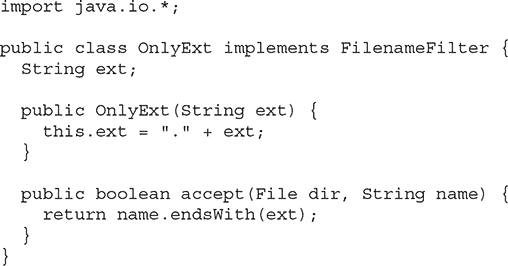 import java.io.*;

public class OnlyExt implements FilenameFilter {
  String ext;

  public OnlyExt(String ext) {
    this.ext = "." + ext;
  }

  public boolean accept(File dir, String name) {
    return name.endsWith(ext);
  }
}